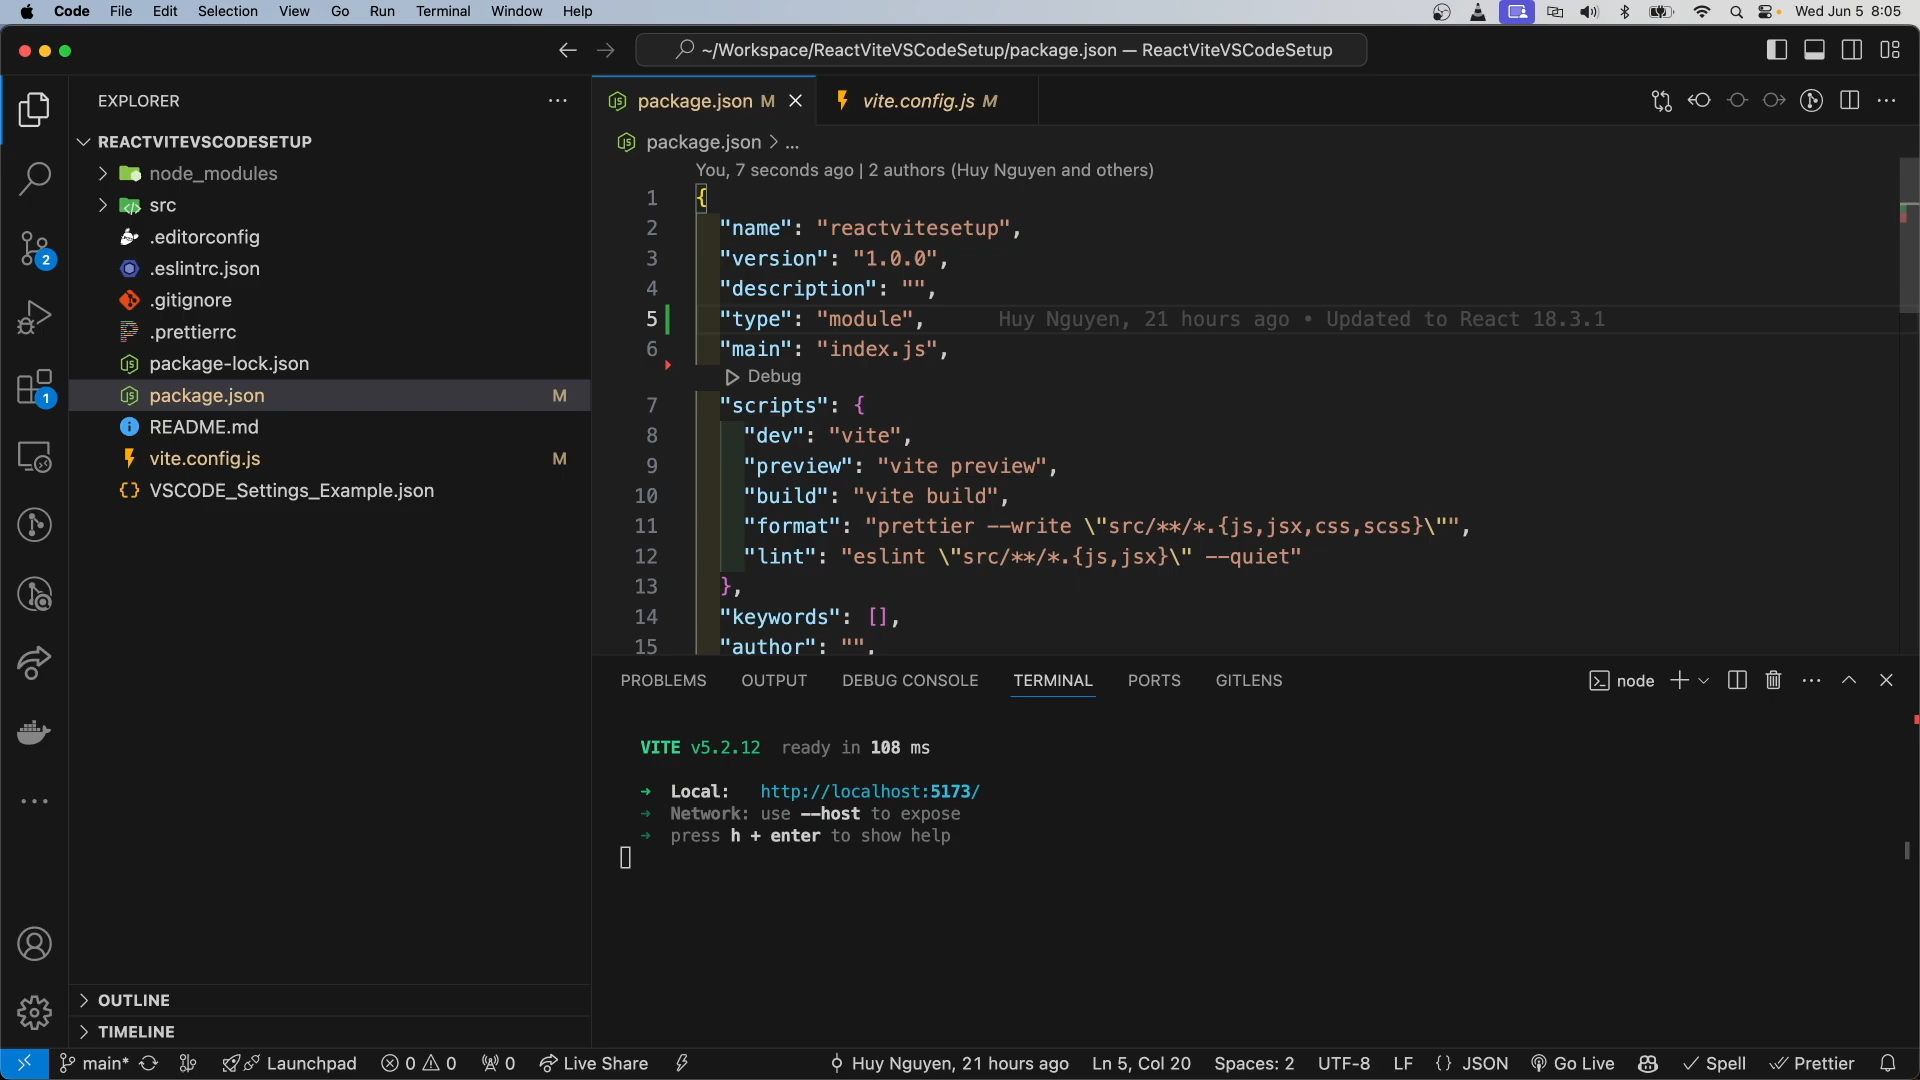 Code File Edit Selection View Go Run Terminal Window Help Wed Jun 5 8:05
~/Workspace/ReactViteVSCodeSetup/package.json — ReactViteVSCodeSetup
EXPLORER
REACTVITEVSCODESETUP
node_modules
src
.editorconfig
.eslintrc.json
.gitignore
.prettierrc
package-lock.json
package.json M
README.md
vite.config.js M
VSCODE_Settings_Example.json
OUTLINE
TIMELINE
2
1
package.json M vite.config.js M
package.json > ...
You, 7 seconds ago | 2 authors (Huy Nguyen and others)
1 {
2 "name": "reactvitesetup",
3 "version": "1.0.0",
4 "description": "",
5 "type": "module", Huy Nguyen, 21 hours ago • Updated to React 18.3.1
6 "main": "index.js",
Debug
7 "scripts": {
8 "dev": "vite",
9 "preview": "vite preview",
10 "build": "vite build",
11 "format": "prettier --write \"src/**/*.{js,jsx,css,scss}\"",
12 "lint": "eslint \"src/**/*.{js,jsx}\" --quiet"
13 },
14 "keywords": [],
15 "author": "",
PROBLEMS OUTPUT DEBUG CONSOLE TERMINAL PORTS GITLENS node
VITE v5.2.12 ready in 108 ms
➜ Local: http://localhost:5173/
➜ Network: use --host to expose
➜ press h + enter to show help
main* Launchpad 0 0 0 Live Share Huy Nguyen, 21 hours ago Ln 5, Col 20 Spaces: 2 UTF-8 LF {} JSON Go Live Spell Prettier